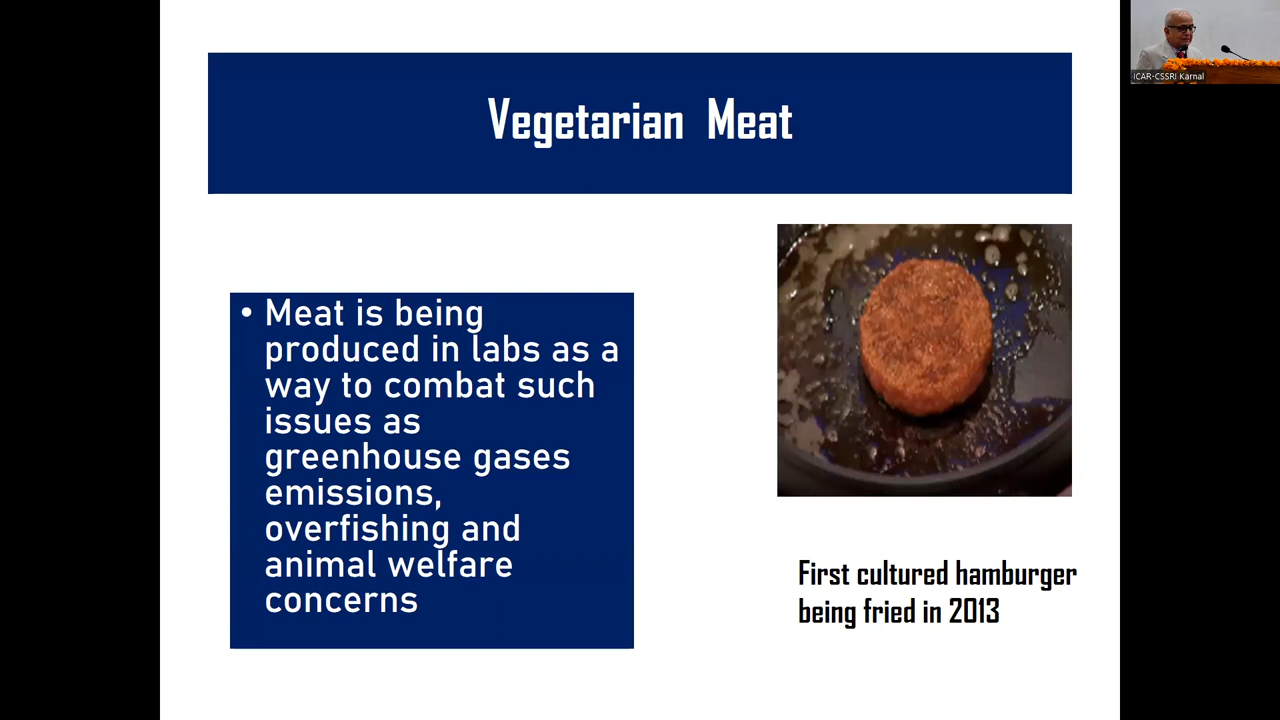 Vegetarian Meat
ICAR-CSSRI Karnal
• Meat is being
produced in labs as a
way to combat such
issues as
greenhouse gases
emissions,
overfishing and
animal welfare
concerns
First cultured hamburger
being fried in 2013